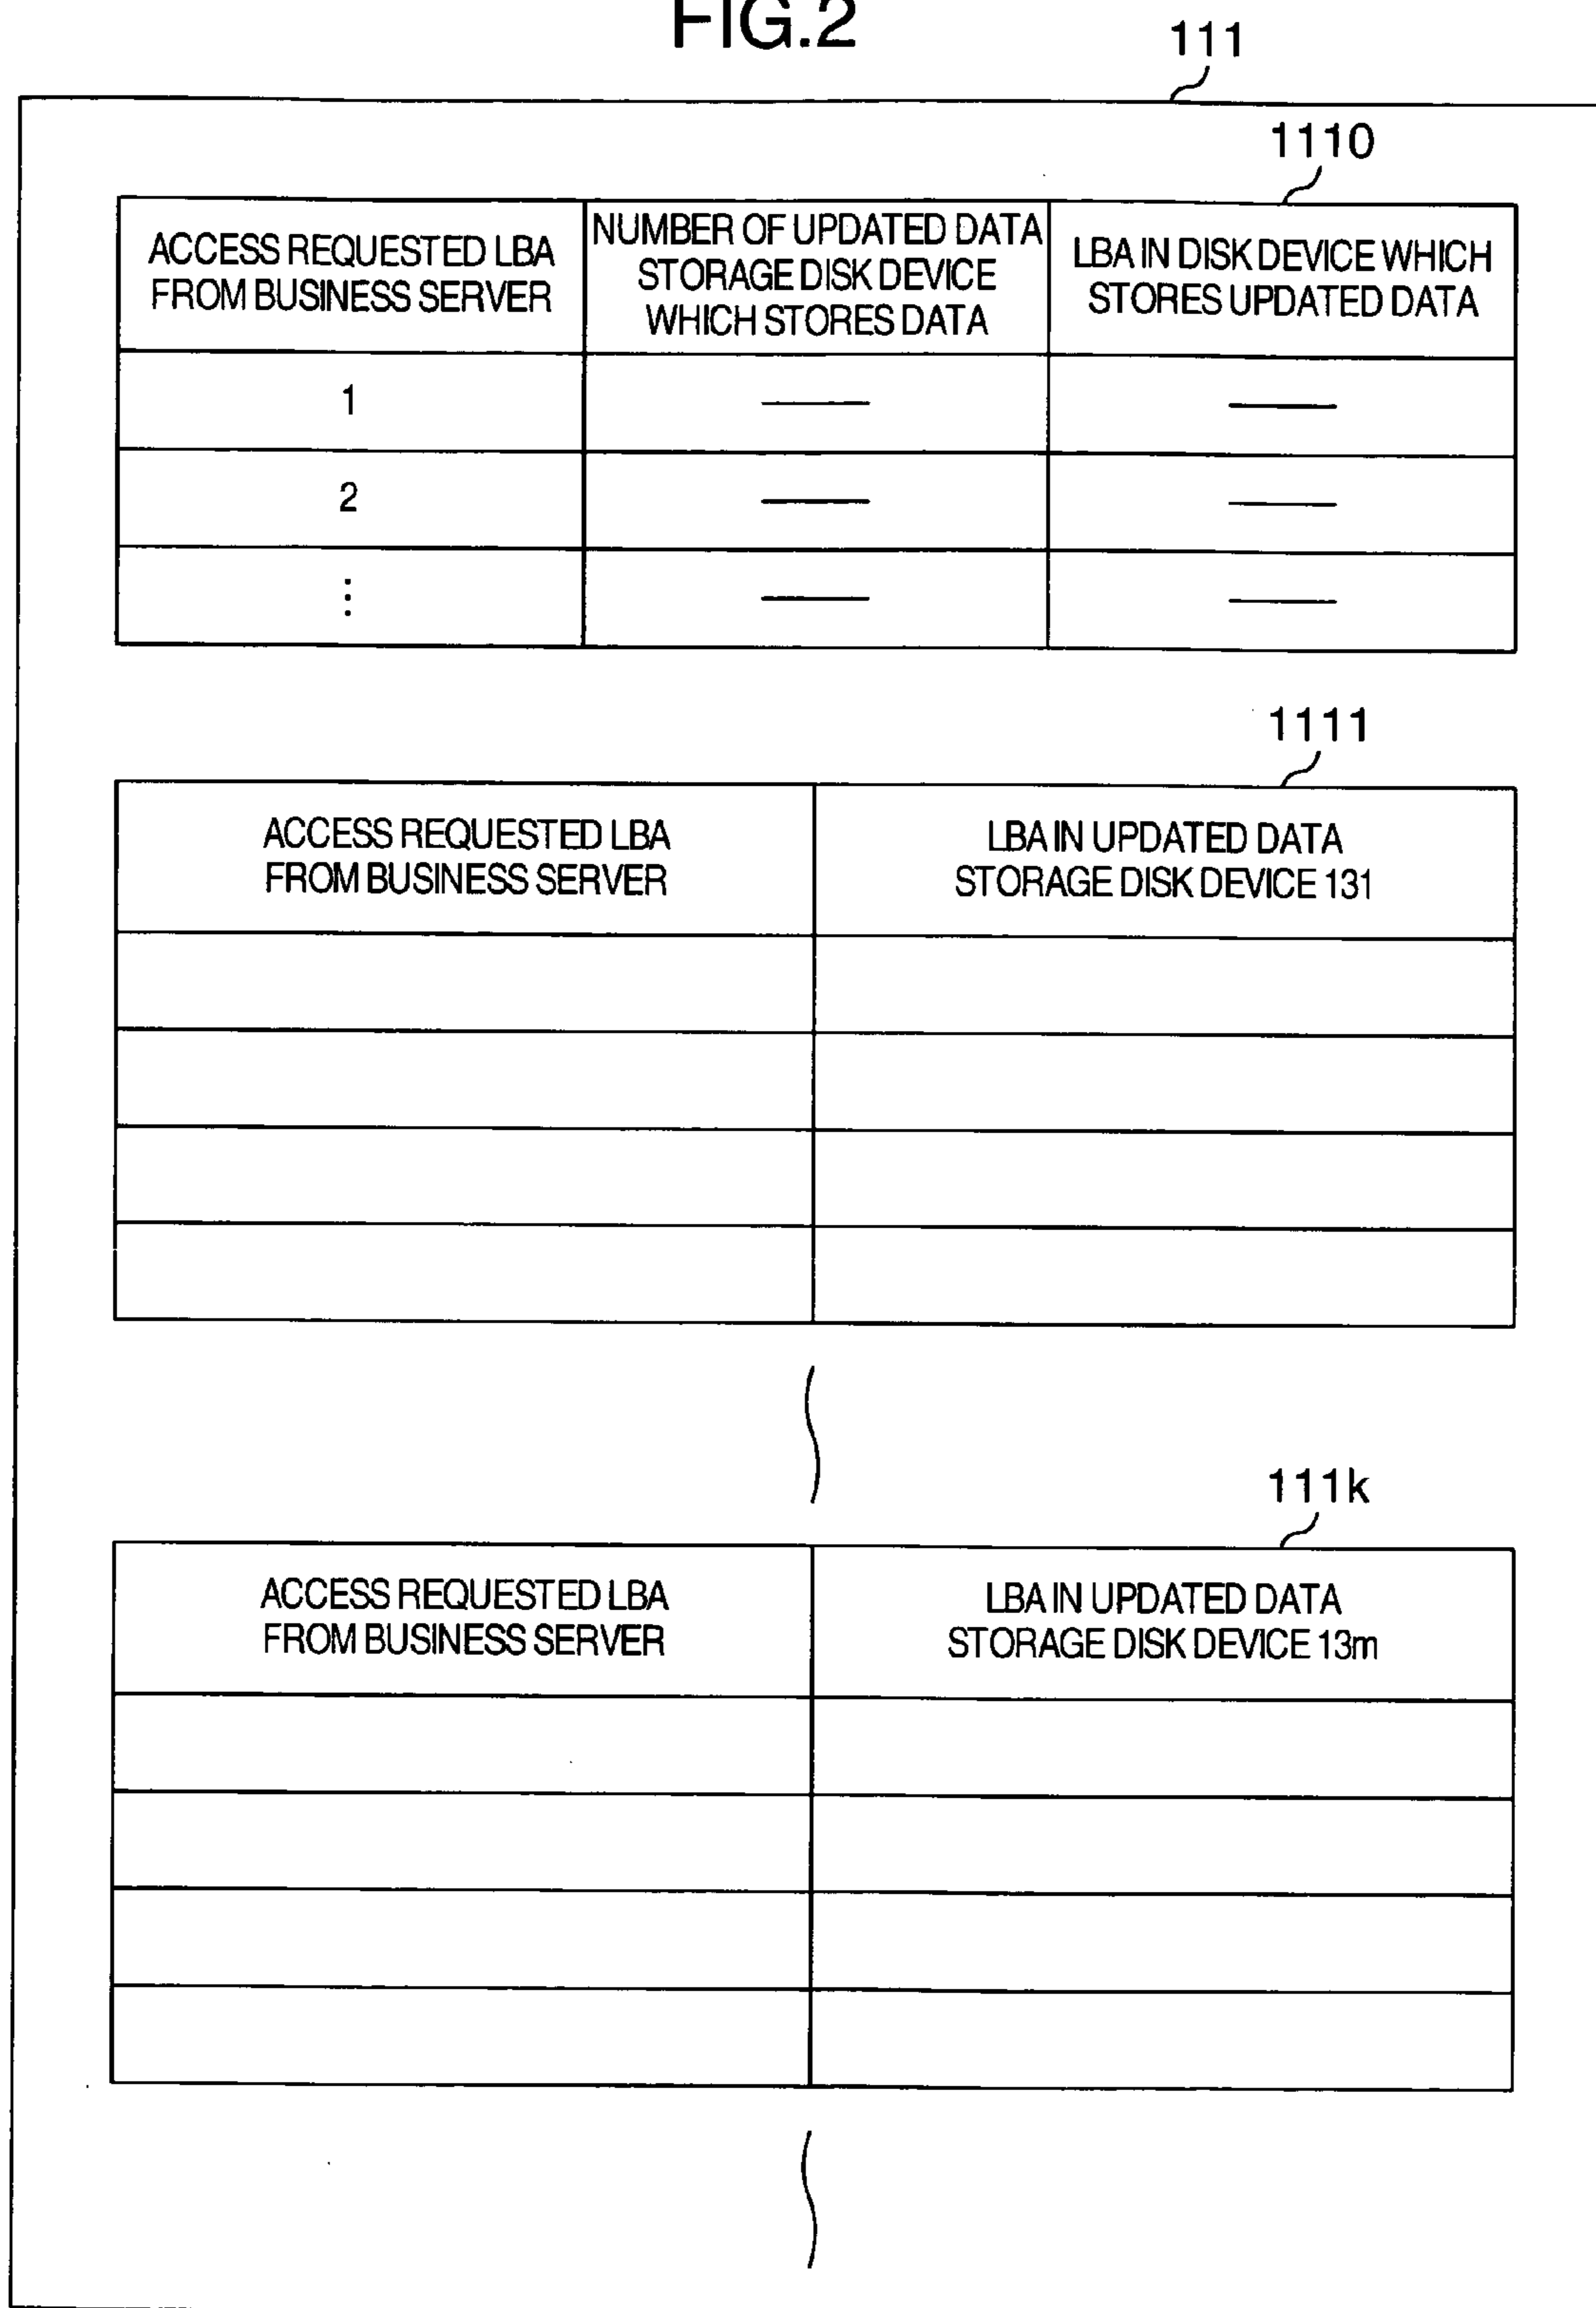 FIG.2
111
1110
ACCESS REQUESTED LBA
FROM BUSINESS SERVER
NUMBER OF UPDATED DATA
STORAGE DISK DEVICE
WHICH STORES DATA
LBA IN DISK DEVICE WHICH
STORES UPDATED DATA
1
2
⋮
1111
ACCESS REQUESTED LBA
FROM BUSINESS SERVER
LBA IN UPDATED DATA
STORAGE DISK DEVICE 131
111k
ACCESS REQUESTED LBA
FROM BUSINESS SERVER
LBA IN UPDATED DATA
STORAGE DISK DEVICE 13m